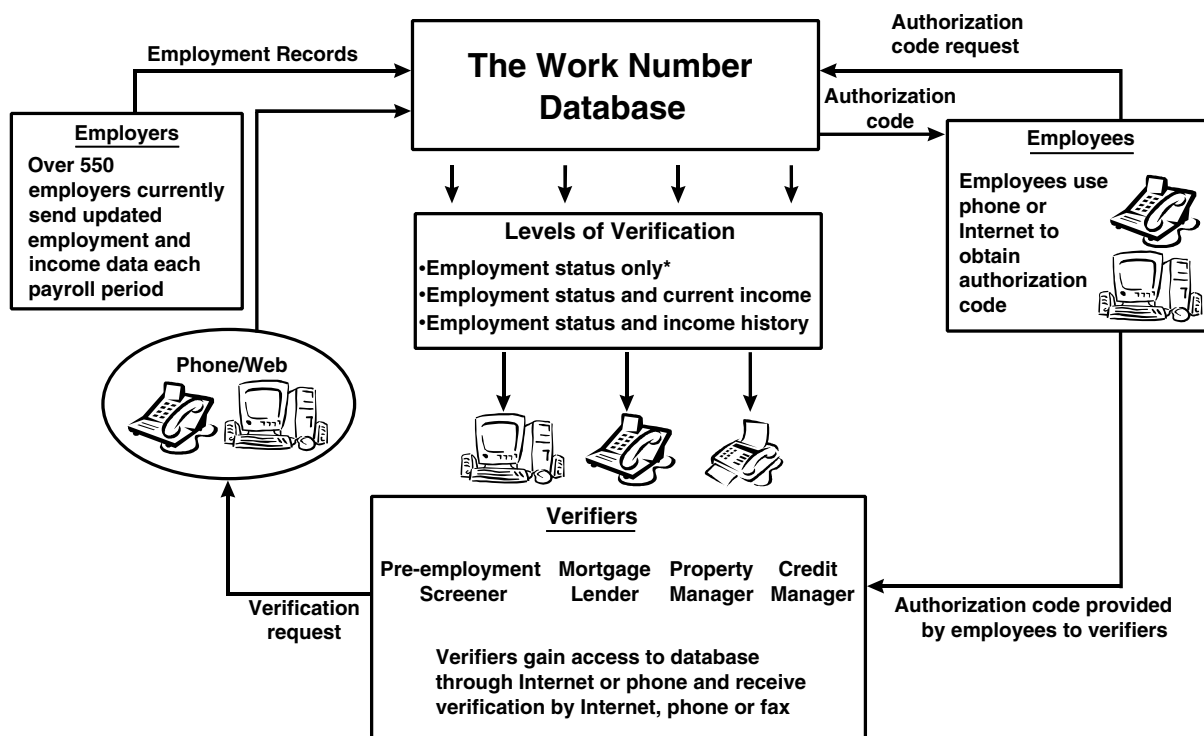 Employment Records
The Work Number
Database
Authorization
code request
Authorization
code
Employers
Over 550
employers currently
send updated
employment and
income data each
payroll period
Employees
Employees use
phone or
Internet to
obtain
authorization
code
Levels of Verification
•Employment status only*
•Employment status and current income
•Employment status and income history
Phone/Web
Verification
request
Verifiers
Pre-employment
Screener
Mortgage
Lender
Property
Manager
Credit
Manager
Verifiers gain access to database
through Internet or phone and receive
verification by Internet, phone or fax
Authorization code provided
by employees to verifiers